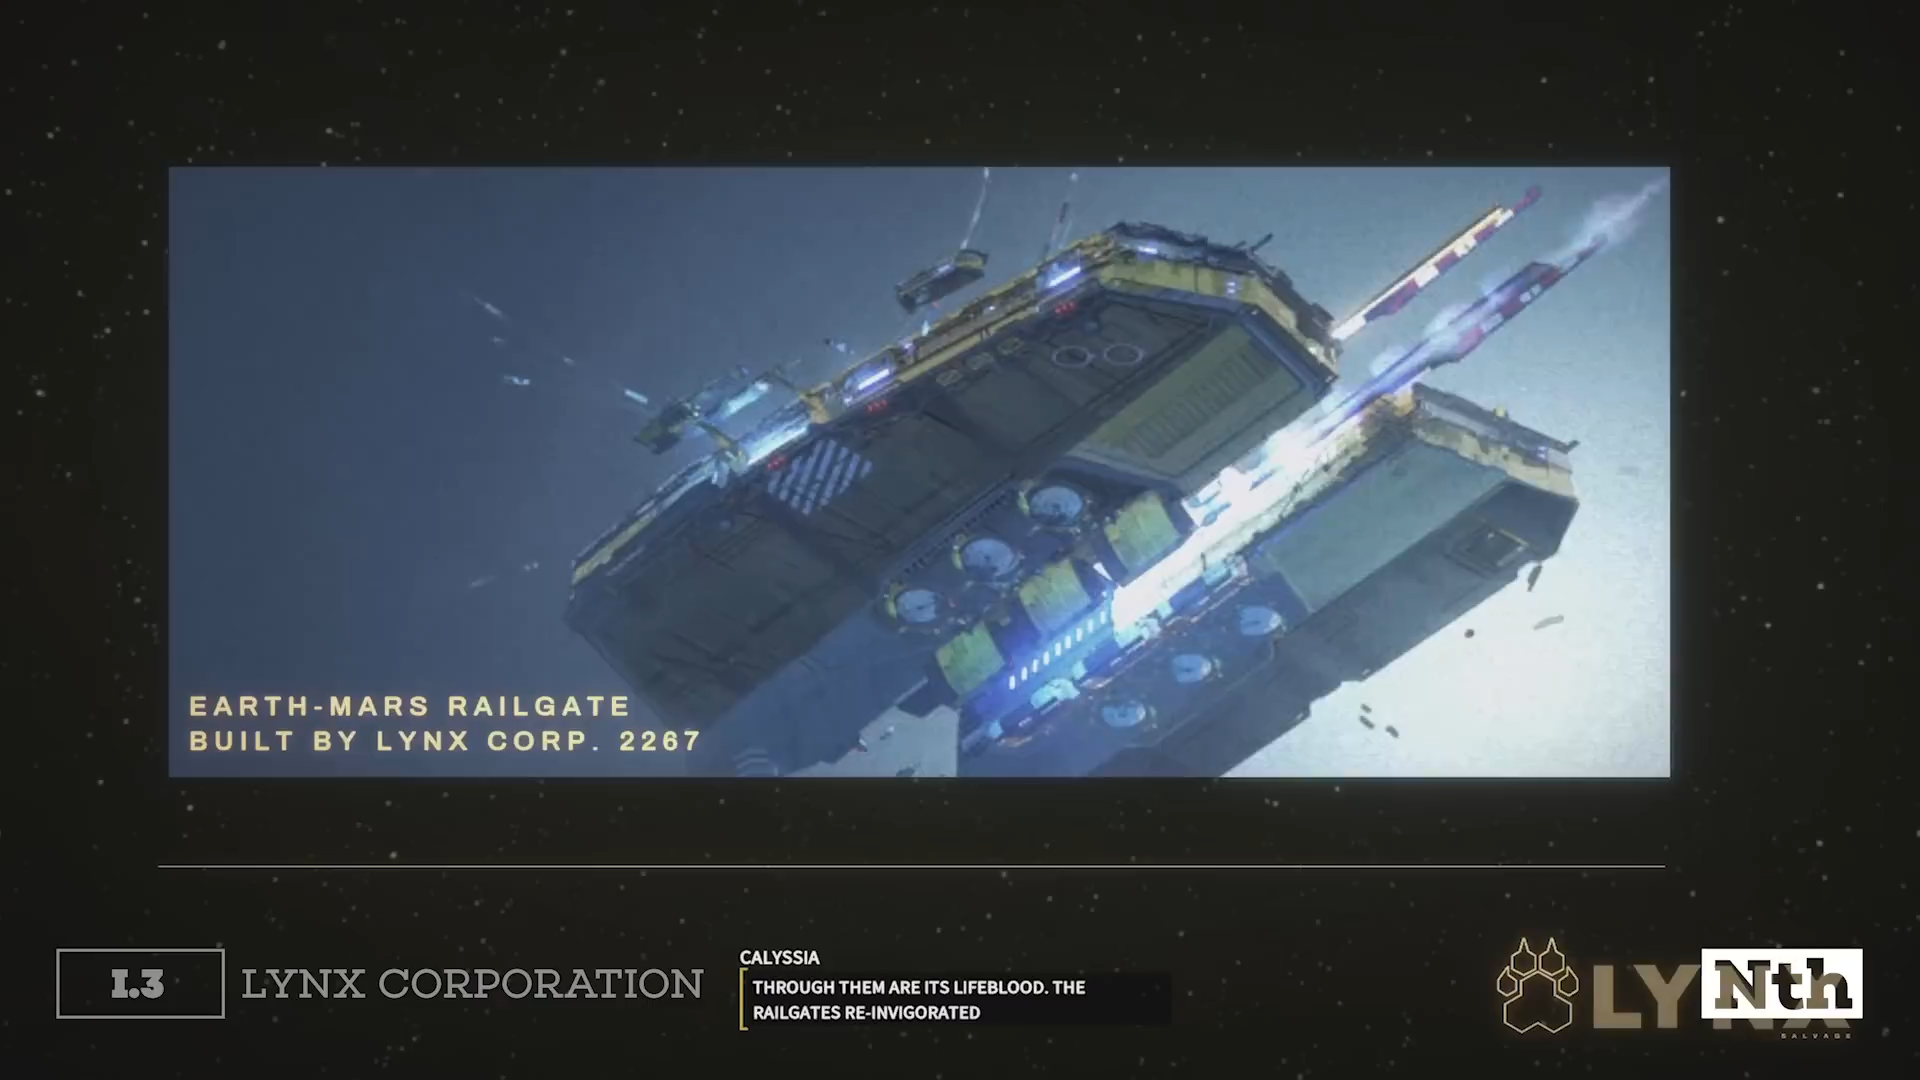 EARTH-MARS RAILGATE
BUILT BY LYNX CORP. 2267
I.3
LYNX CORPORATION
CALYSSIA
THROUGH THEM ARE ITS LIFEBLOOD. THE
RAILGATES RE-INVIGORATED
LYNX
Nth
SALVAGE